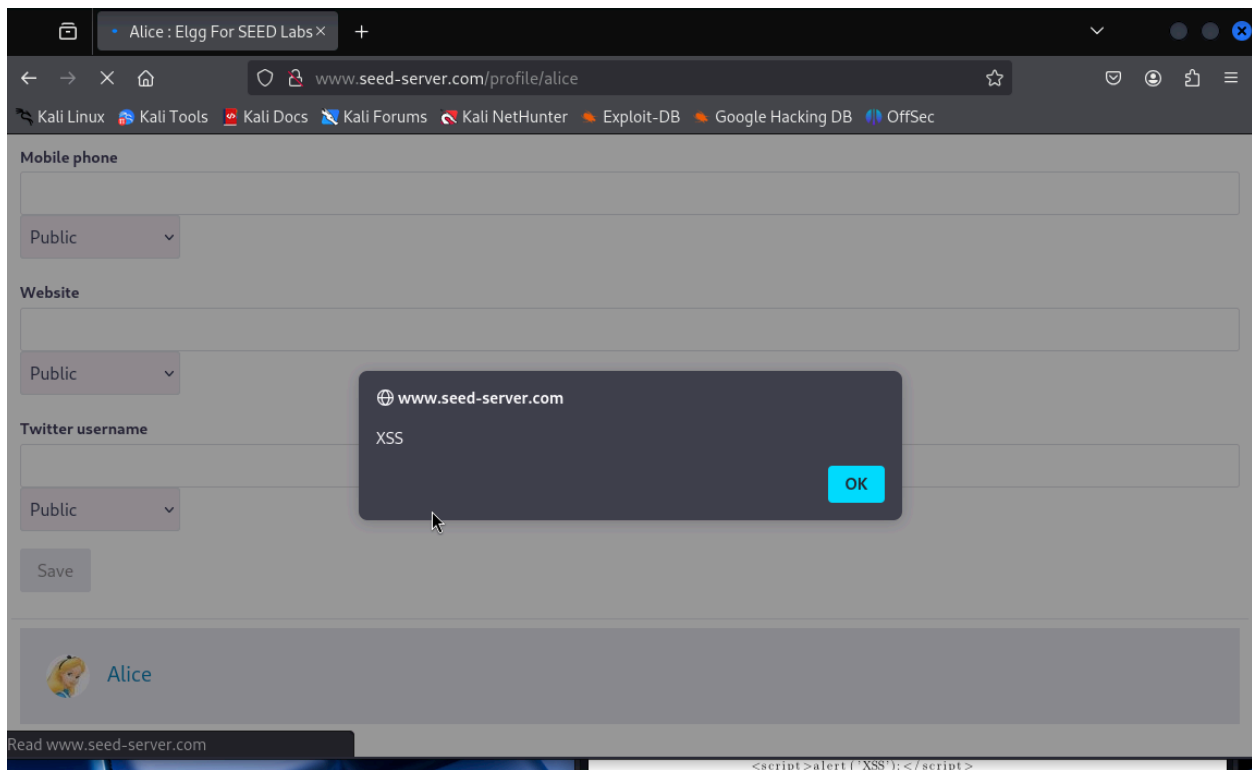 Alice : Elgg For SEED Labs
www.seed-server.com/profile/alice
Kali Linux Kali Tools Kali Docs Kali Forums Kali NetHunter Exploit-DB Google Hacking DB OffSec
Mobile phone
Public
Website
Public
www.seed-server.com
Twitter username
XSS
OK
Public
Save
Alice
Read www.seed-server.com
<script>alert('XSS');</script>